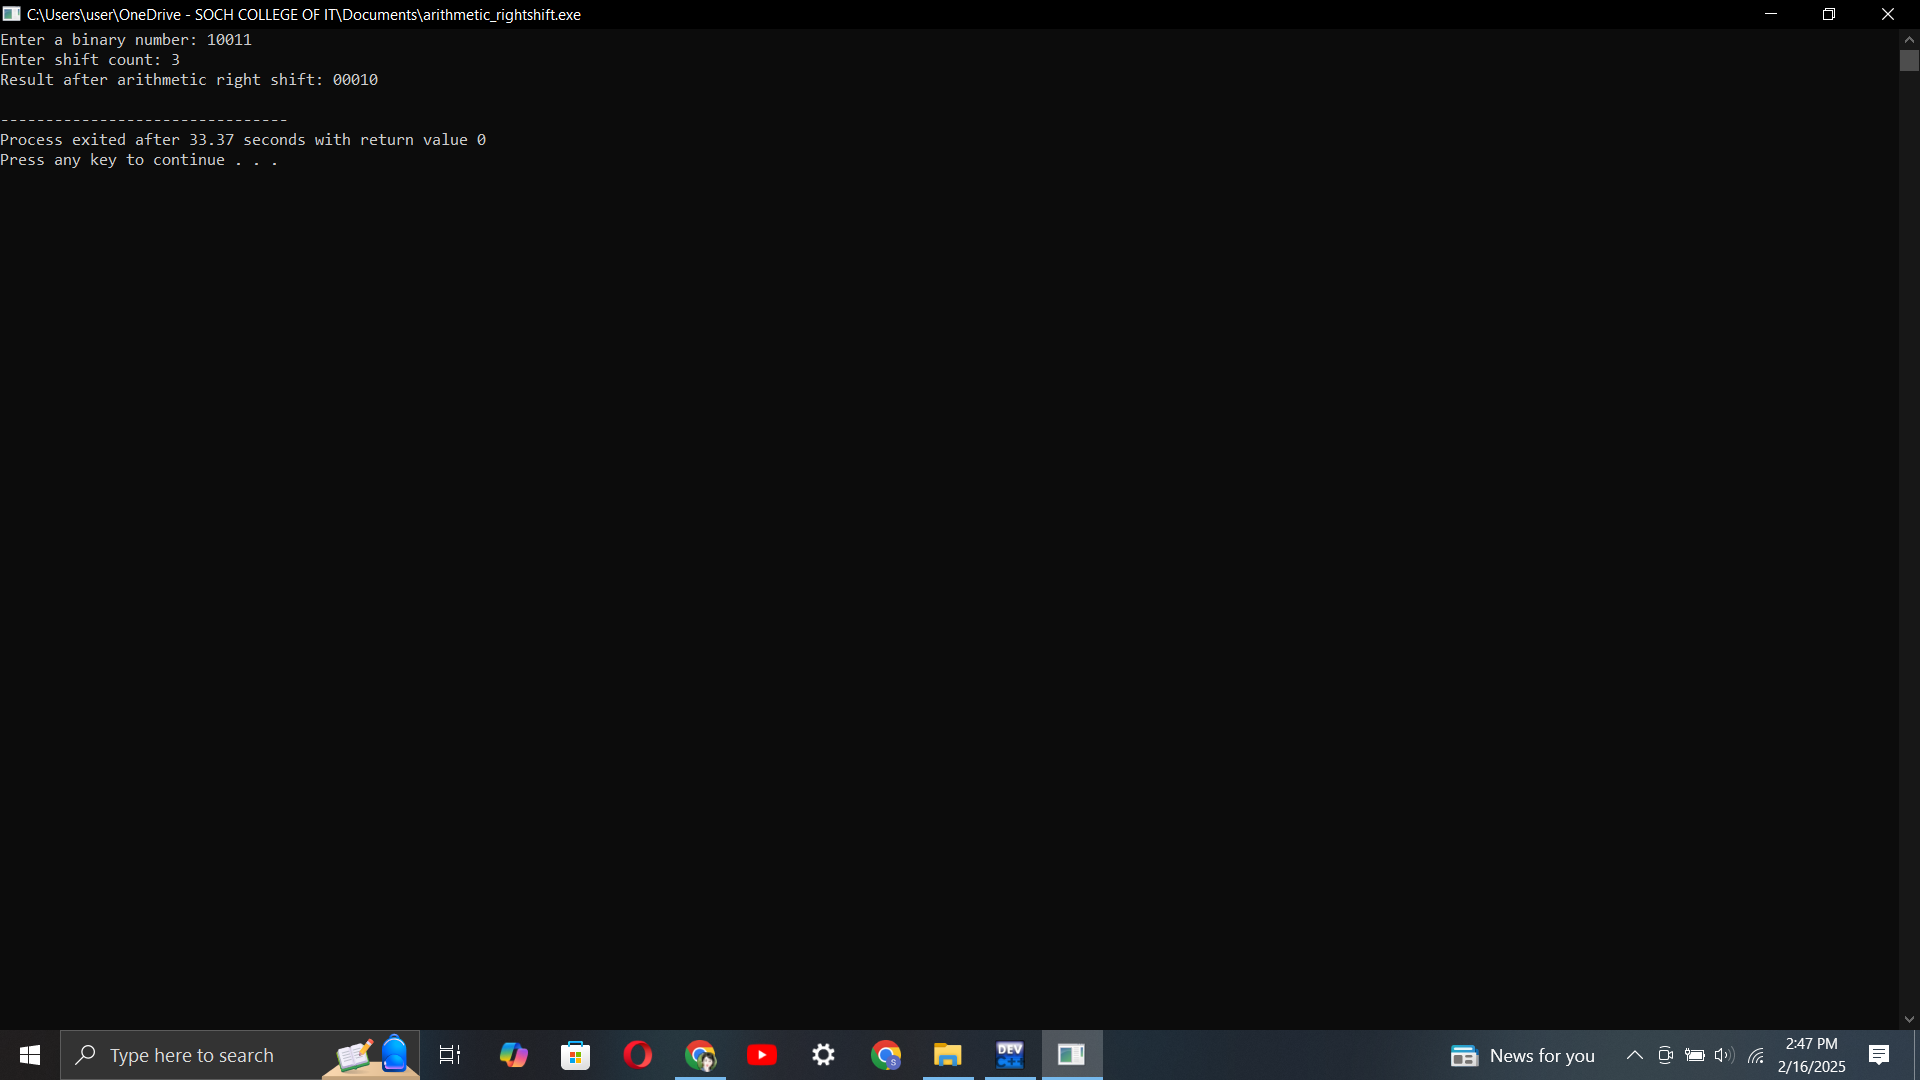 C:\Users\user\OneDrive - SOCH COLLEGE OF IT\Documents\arithmetic_rightshift.exe
Enter a binary number: 10011
Enter shift count: 3
Result after arithmetic right shift: 00010
--------------------------------
Process exited after 33.37 seconds with return value 0
Press any key to continue . . .
Type here to search
DEV
C++
S
News for you
2:47 PM
2/16/2025